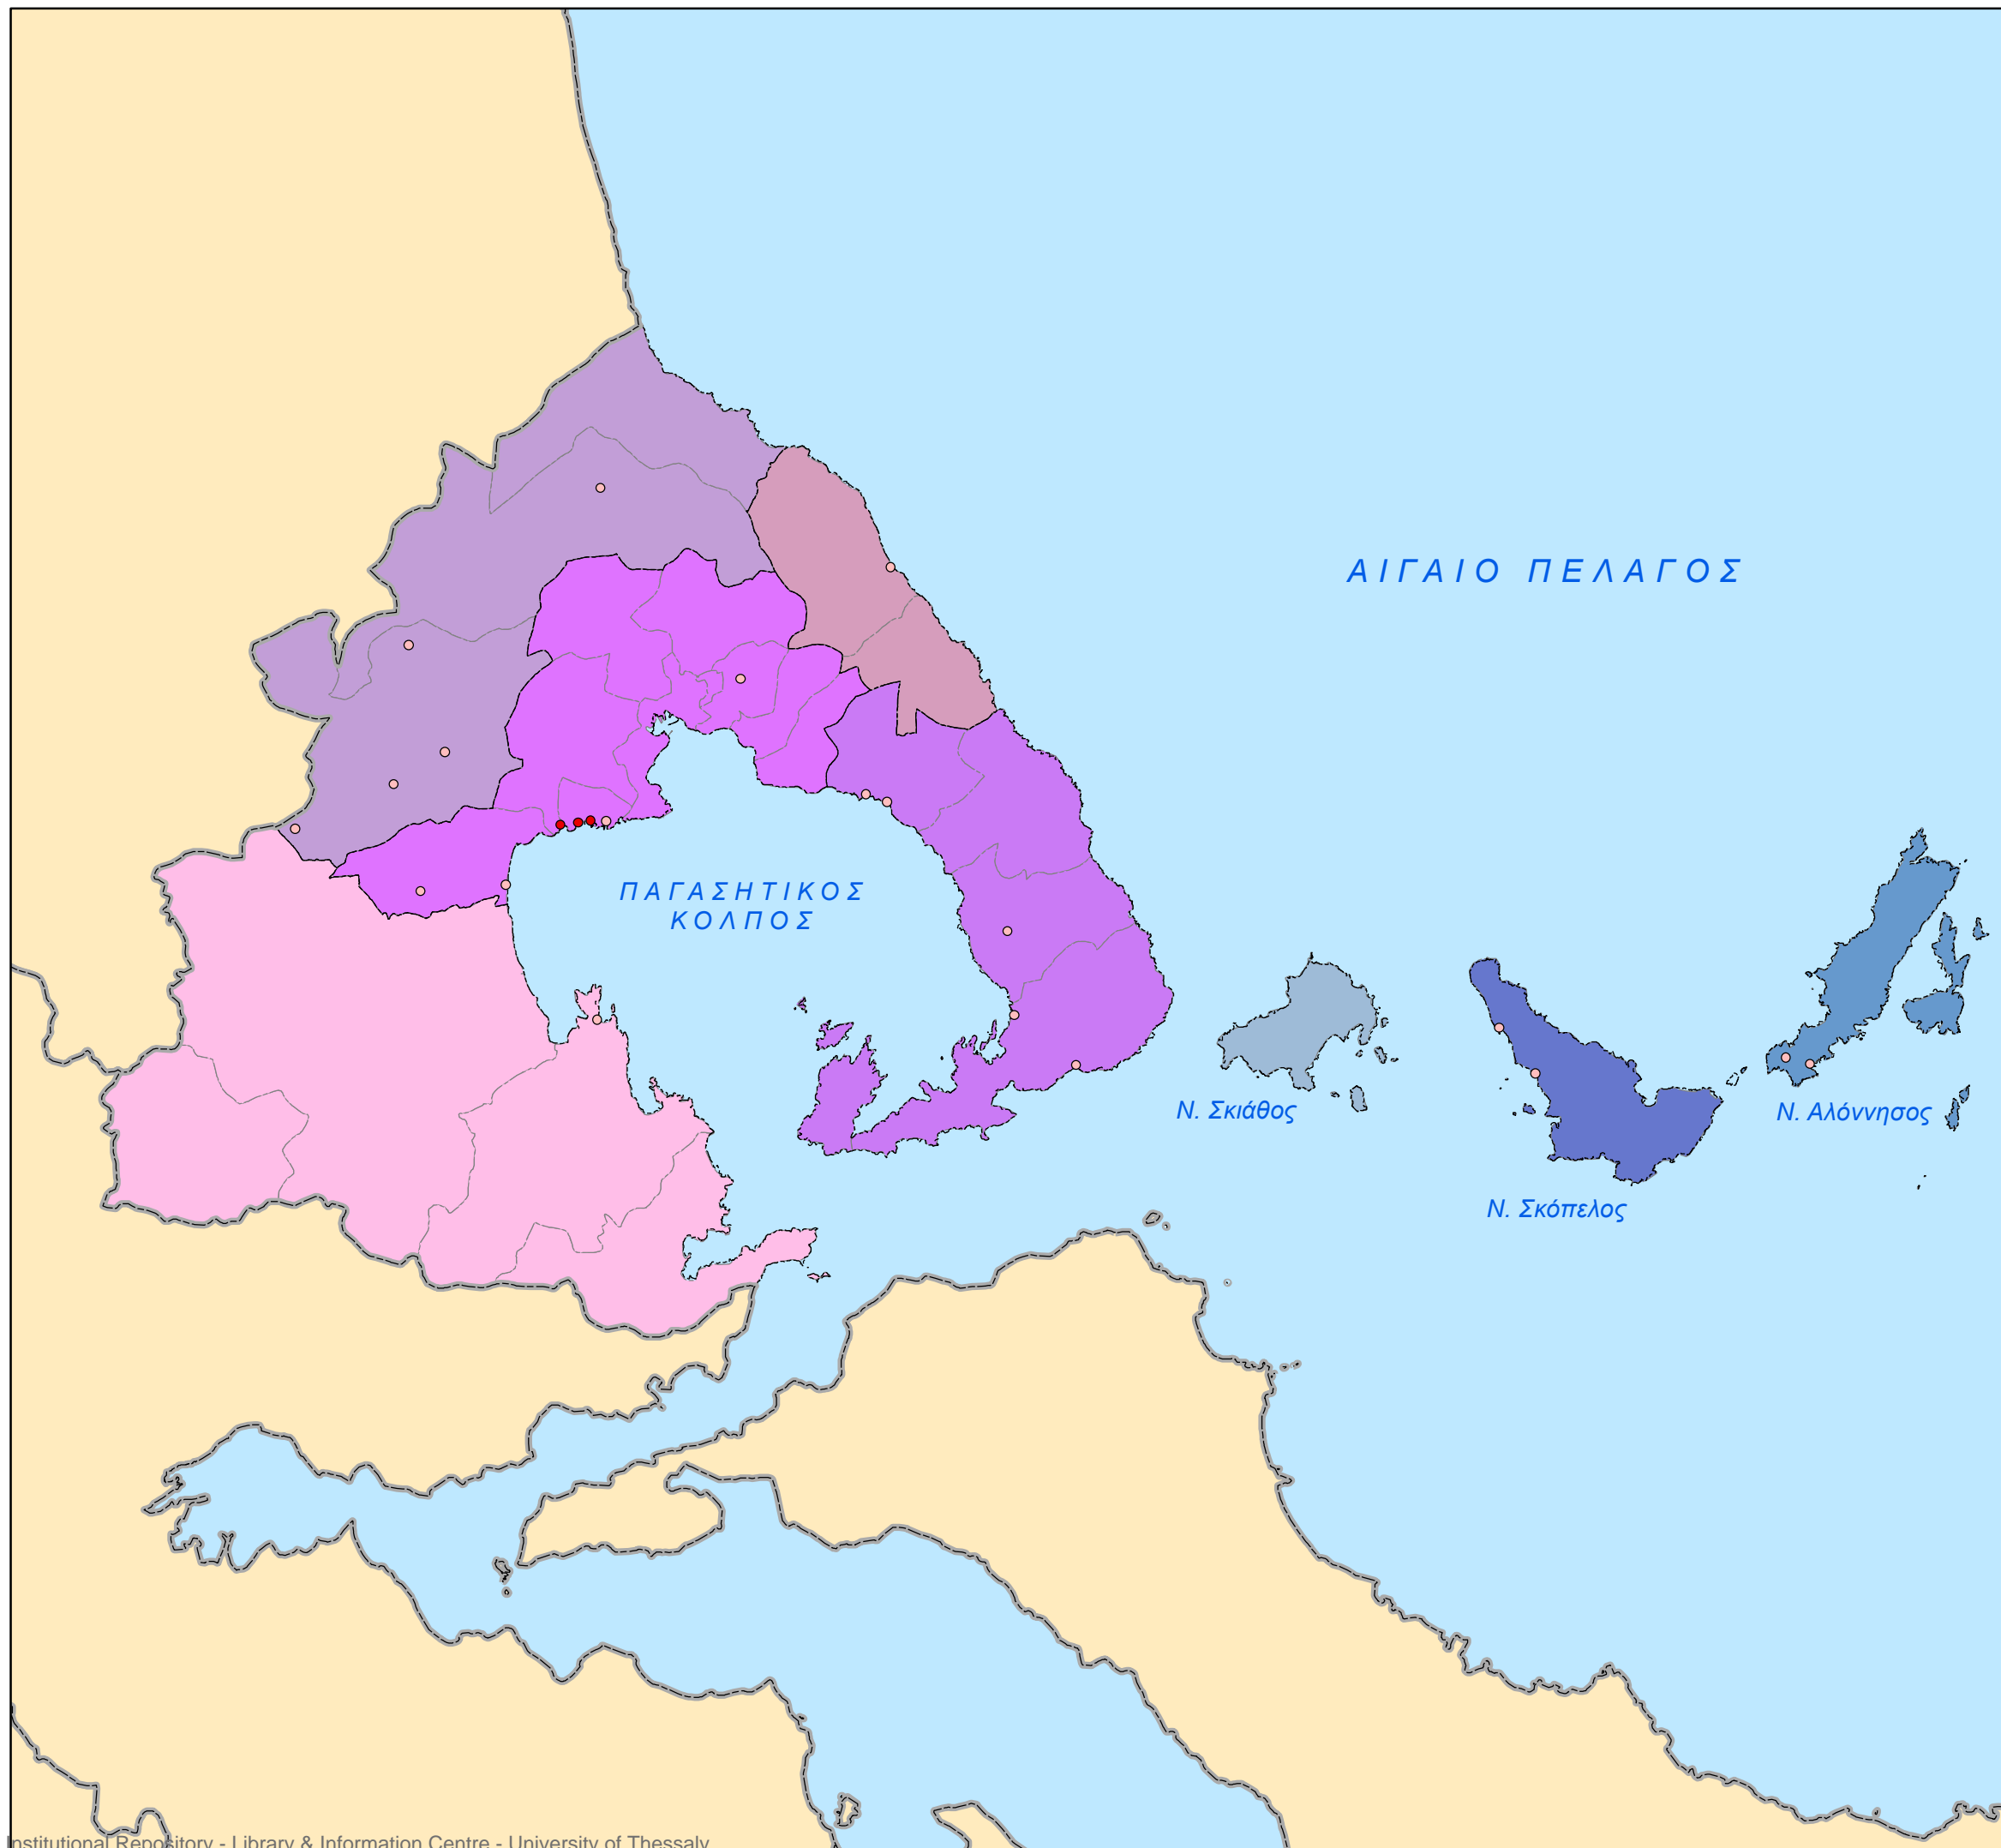 ΑΙΓΑΙΟ ΠΕΛΑΓΟΣ
ΠΑΓΑΣΗΤΙΚΟΣ
ΚΟΛΠΟΣ
Ν. Σκιάθος
Ν. Αλόννησος
Ν. Σκόπελος
Institutional Repository - Library & Information Centre - University of Thessaly